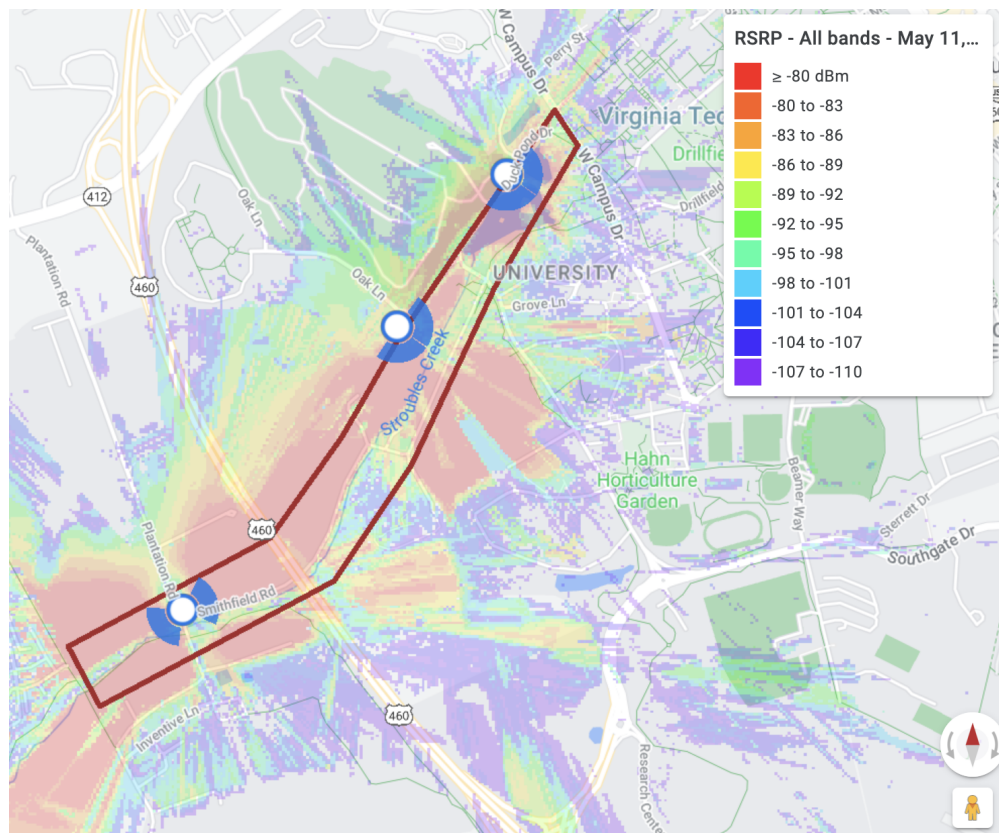 RSRP - All bands - May 11,...
≥ -80 dBm
-80 to -83
-83 to -86
-86 to -89
-89 to -92
-92 to -95
-95 to -98
-98 to -101
-101 to -104
-104 to -107
-107 to -110
W Campus Dr
Perry St
Virginia Tec
Duck Pond Dr
Drillfie
W Campus Dr
Drillfield
412
Oak Ln
Plantation Rd
460
UNIVERSITY
Oak Ln
Grove Ln
Stroubles Creek
Hahn
Horticulture
Garden
Beamer Way
Sterrett Dr
Southgate Dr
460
Plantation Rd
Smithfield Rd
460
Inventive Ln
Research Cente